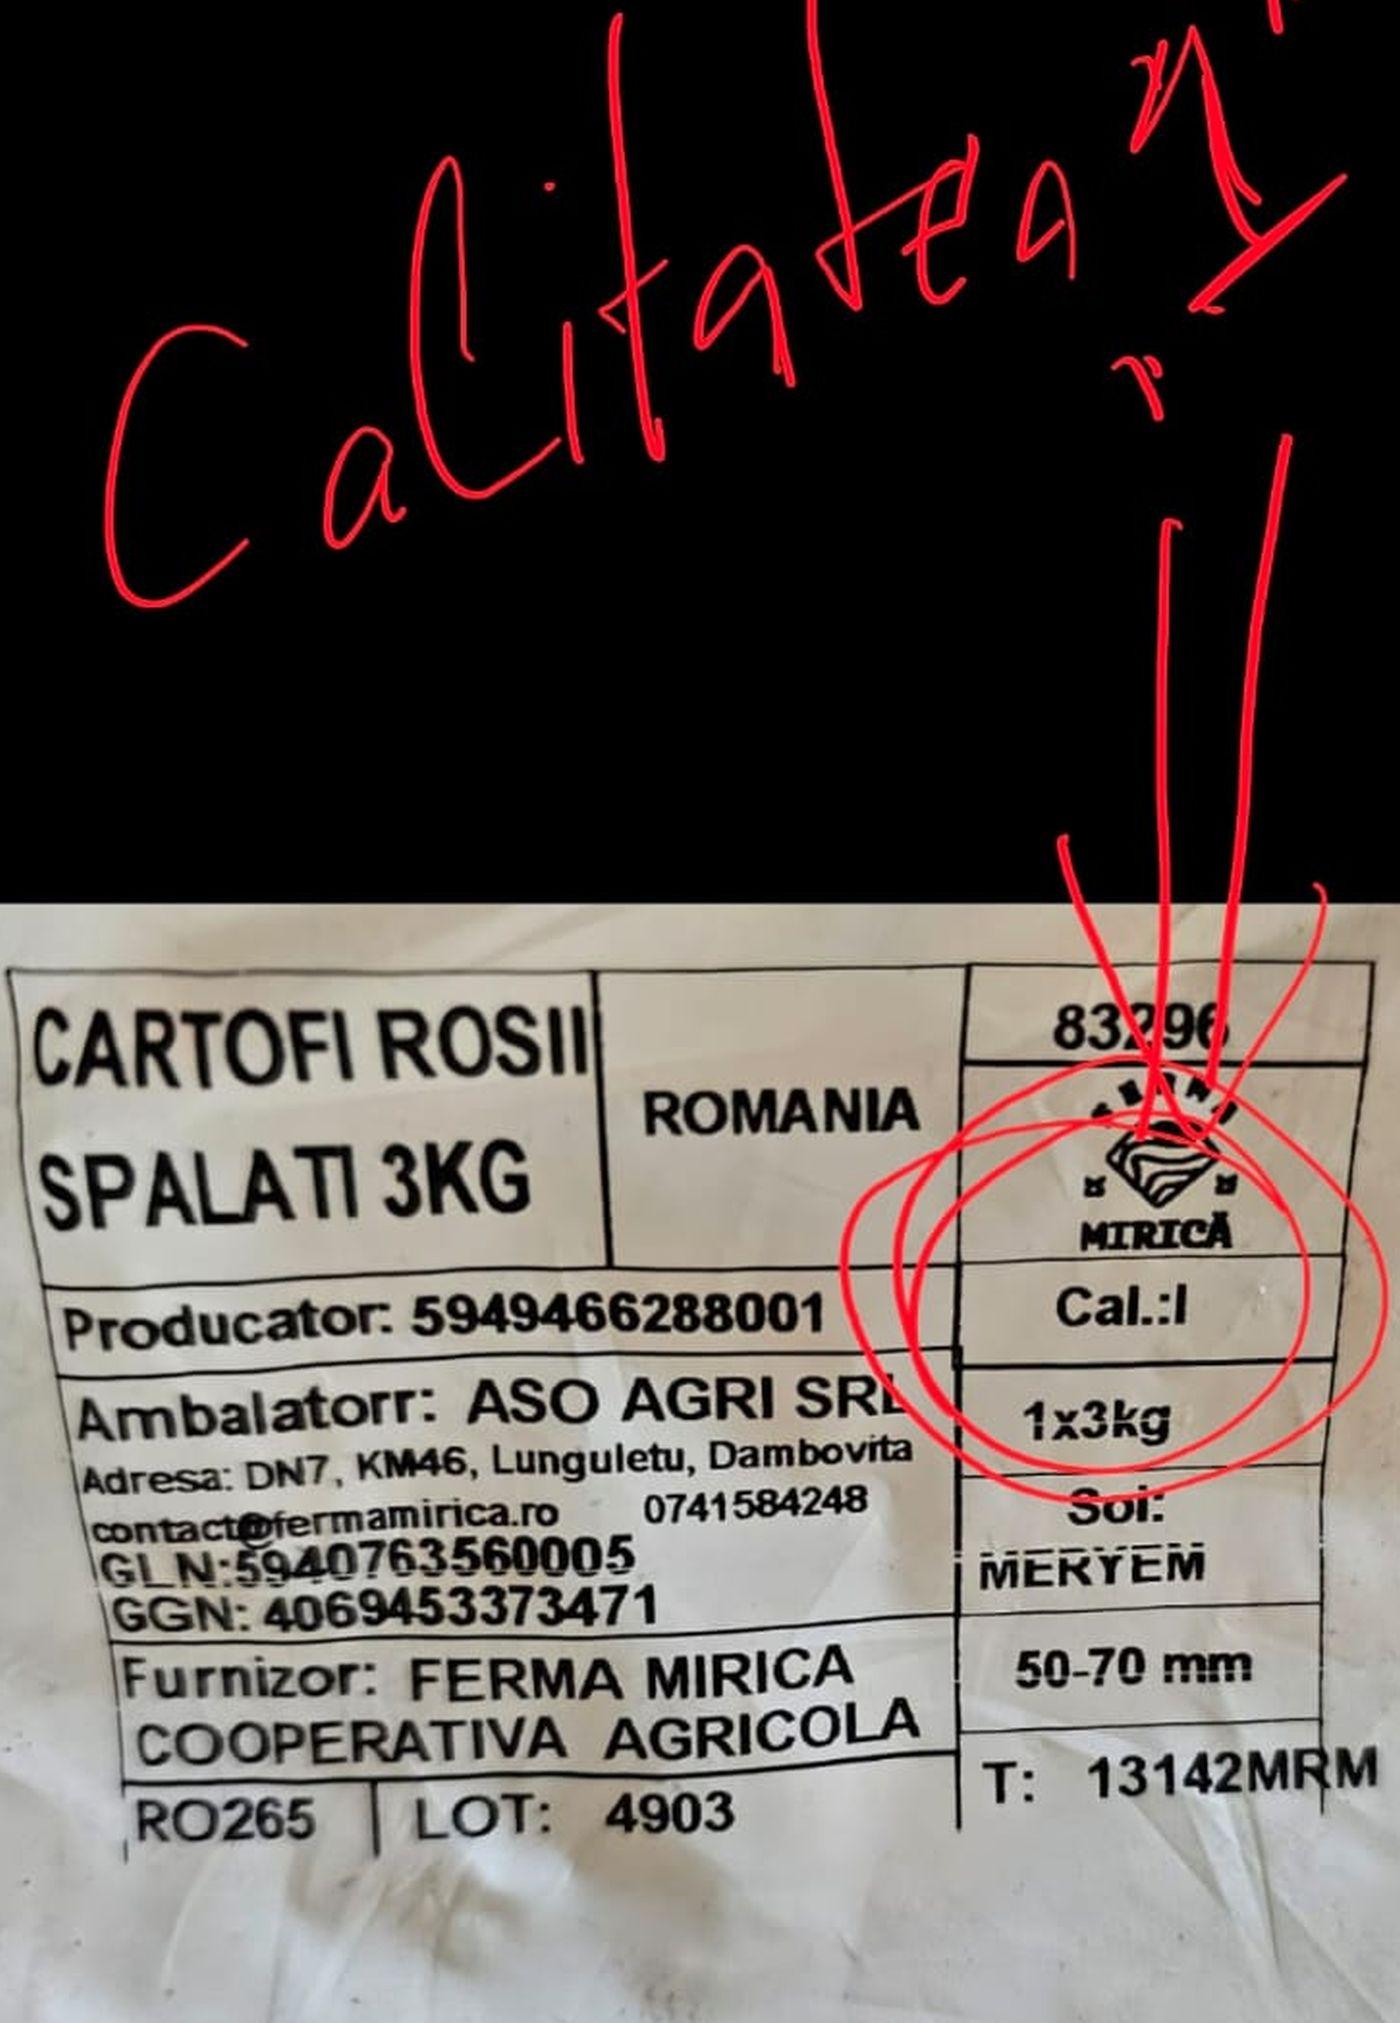 Calitatea 1
CARTOFI ROSII
SPALATI 3KG
ROMANIA
83296
FERMA
MIRICĂ
Producator: 5949466288001
Cal.:I
Ambalatorr: ASO AGRI SRL
Adresa: DN7, KM46, Lunguletu, Dambovita
contact@fermamirica.ro 0741584248
GLN:5940763560005
GGN: 4069453373471
1x3kg
Soi:
MERYEM
Furnizor: FERMA MIRICA
COOPERATIVA AGRICOLA
50-70 mm
RO265 LOT: 4903
T: 13142MRM